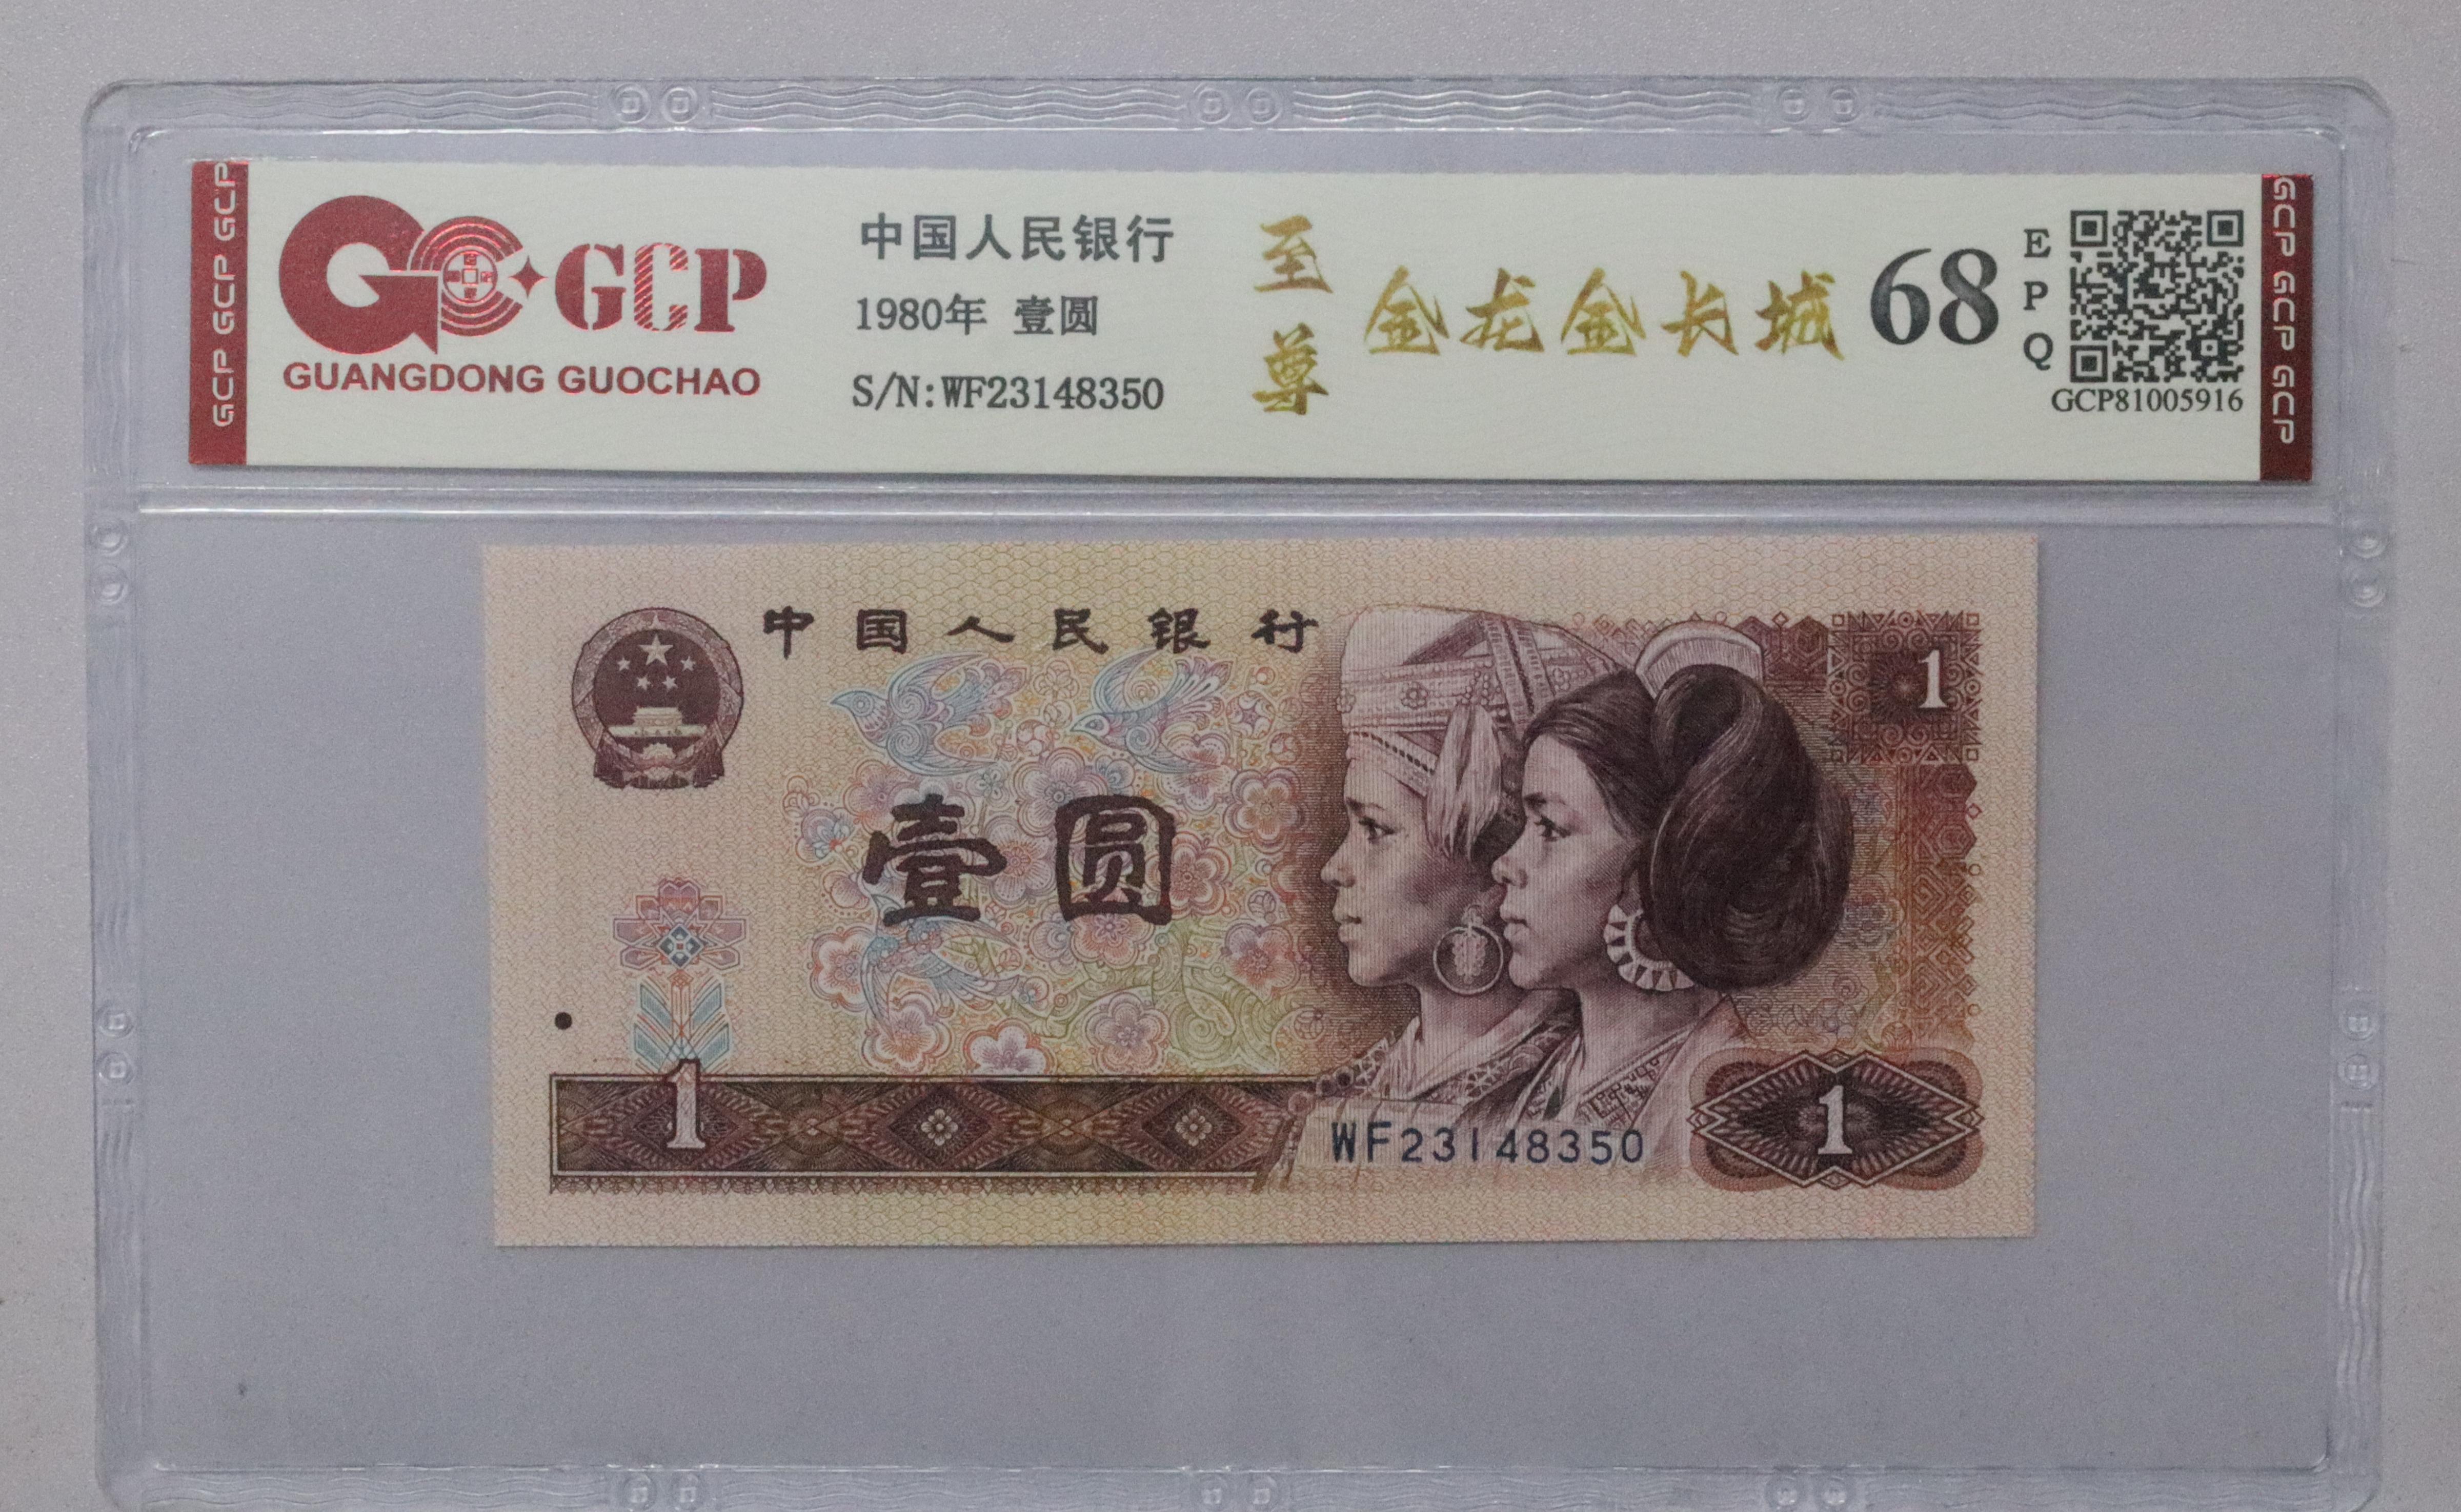 GCP GCP GCP
GCP
GUANGDONG GUOCHAO
中国人民银行
1980年 壹圆
S/N:WF23148350
至尊
金龙金长城
68
EPQ
GCP81005916
GCP GCP GCP
中国人民银行
1
壹圆
1
WF23148350
1